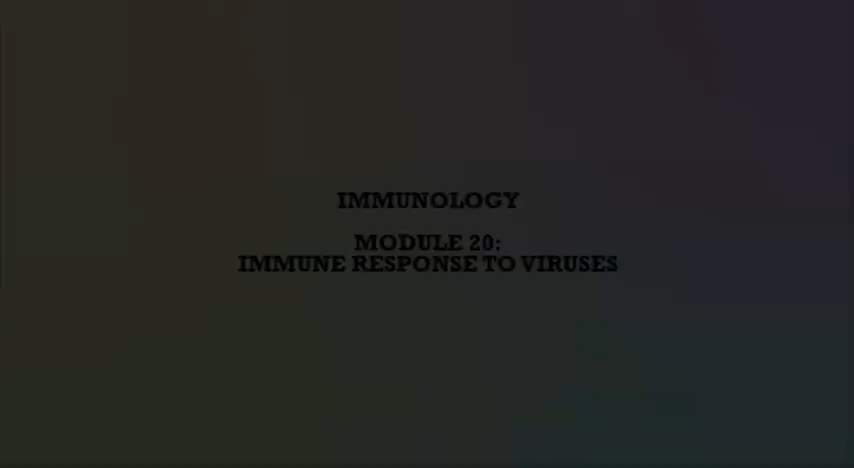 IMMUNOLOGY
MODULE 20:
IMMUNE RESPONSE TO VIRUSES